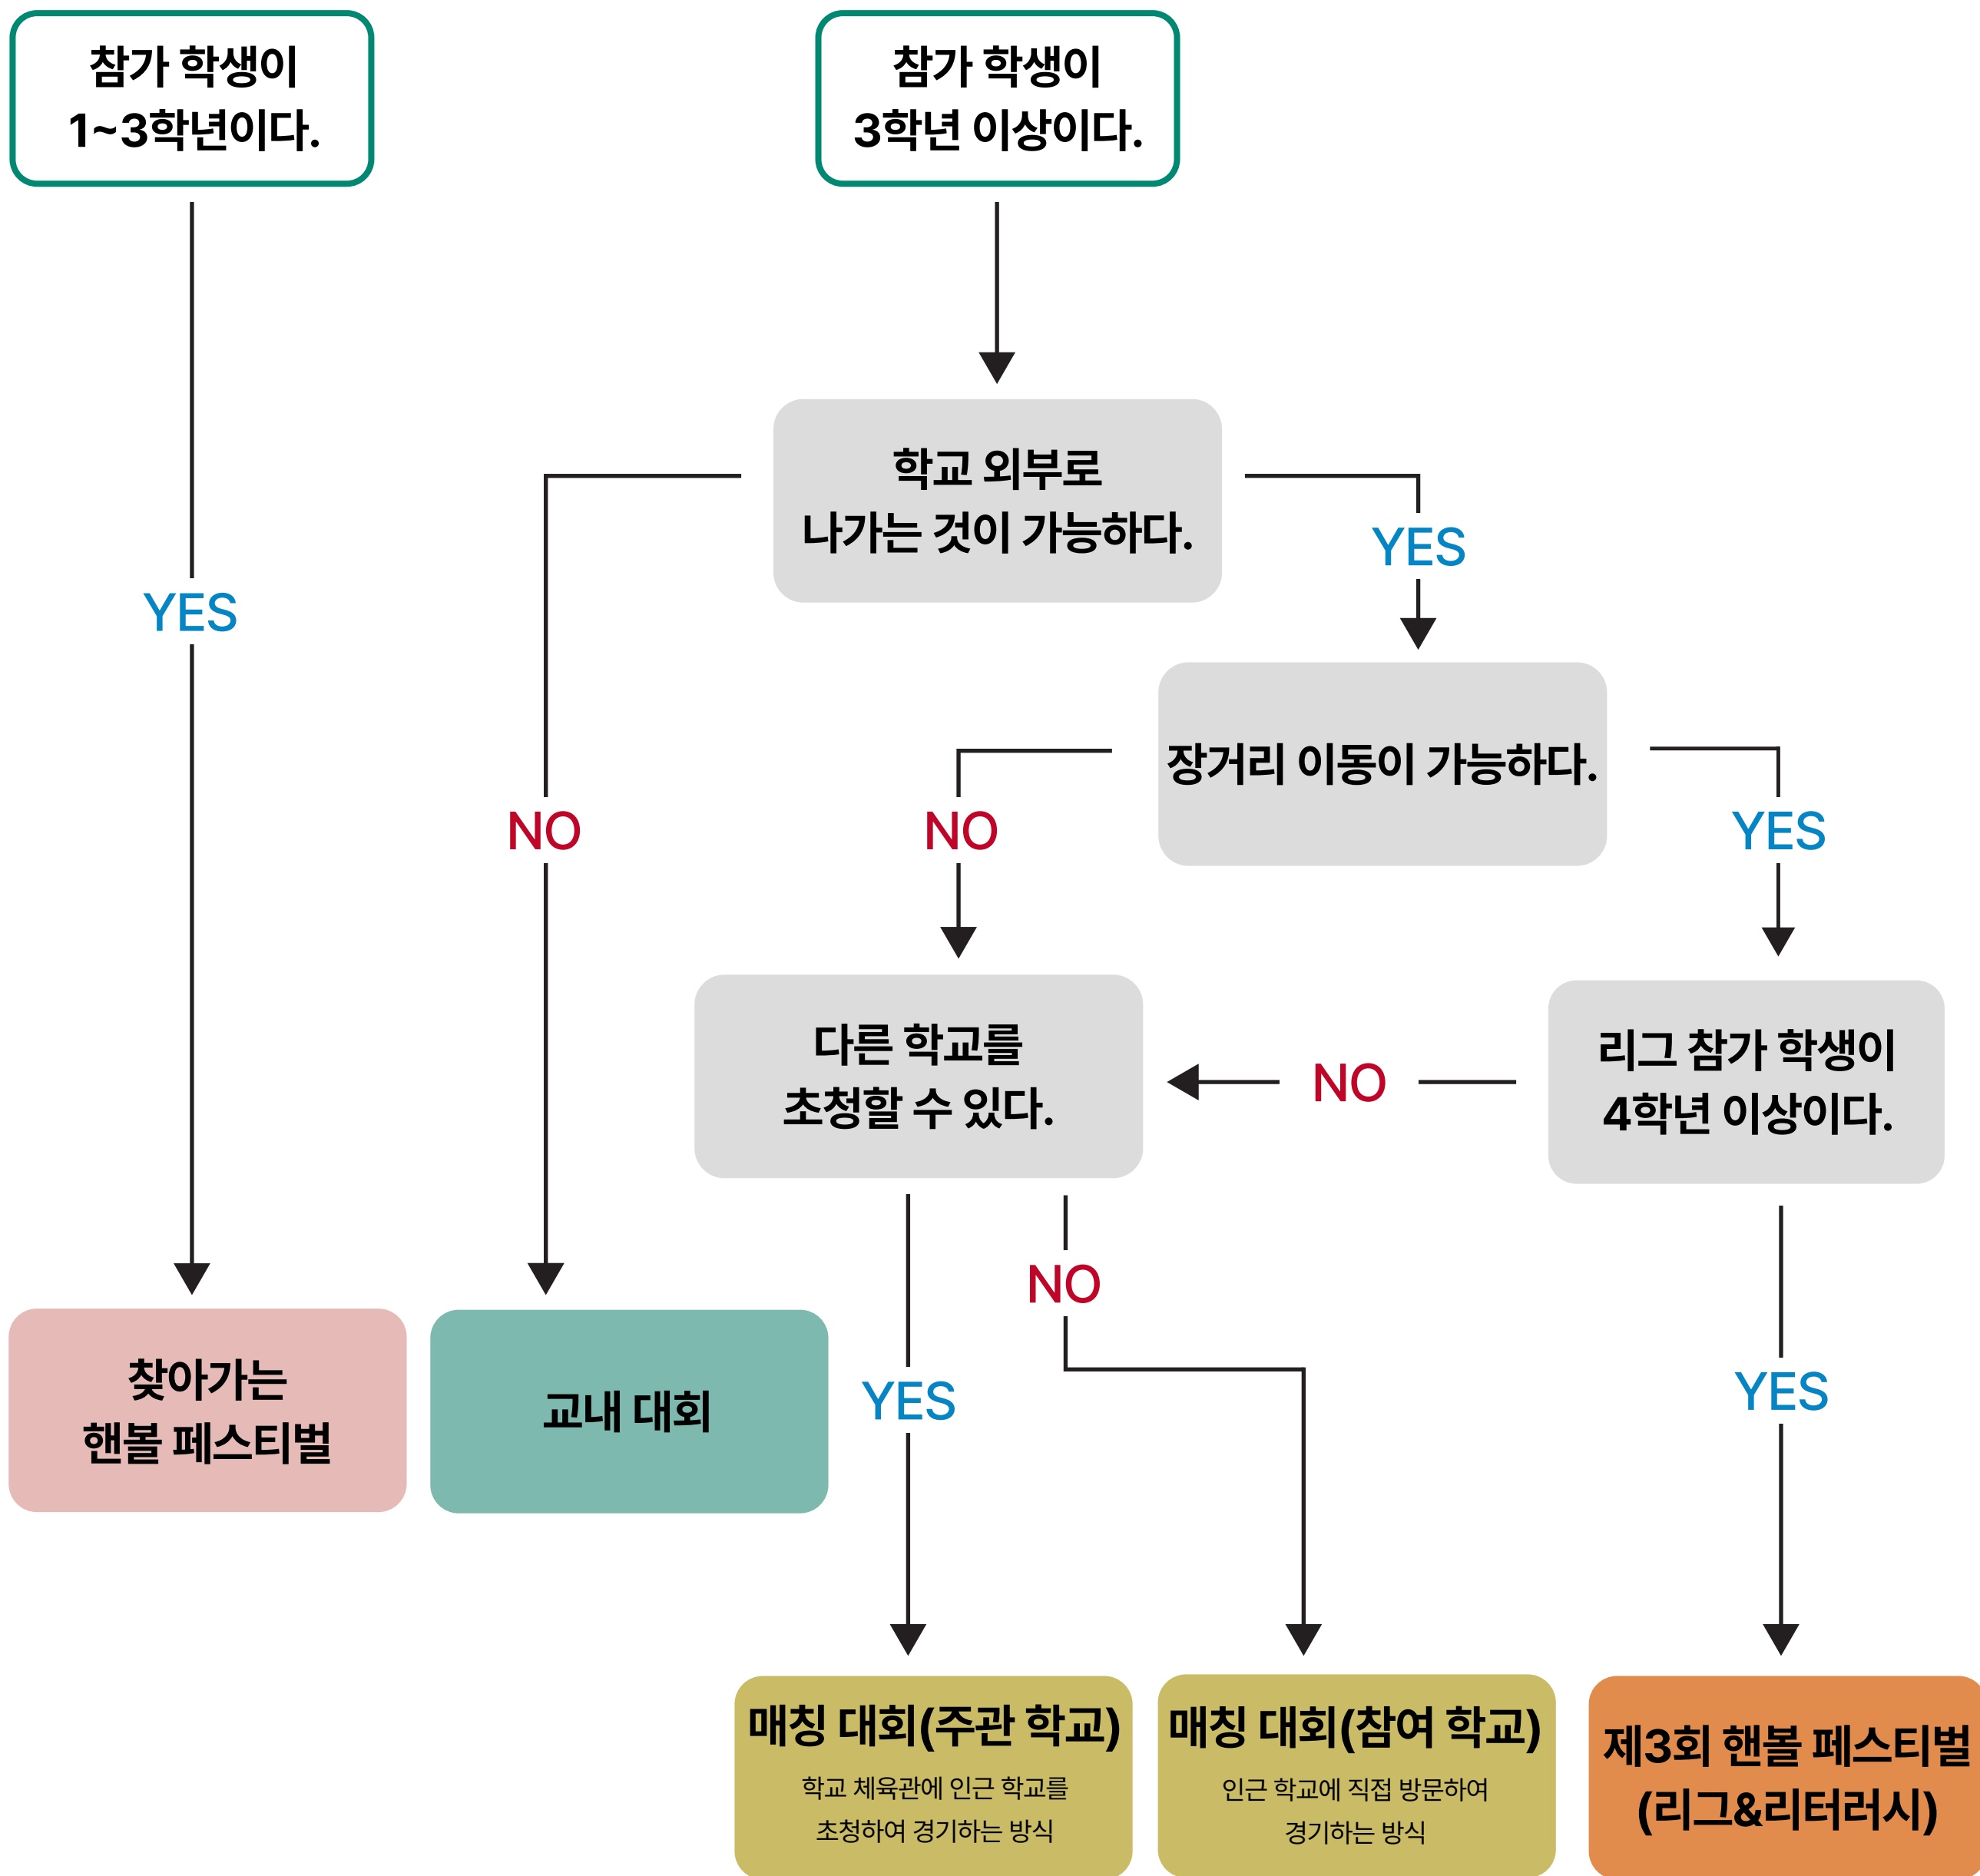 참가 학생이
1~3학년이다.
참가 학생이
3학년 이상이다.
학교 외부로
나가는 것이 가능하다.
YES
YES
장거리 이동이 가능하다.
NO
NO
YES
다른 학교를
초청할 수 있다.
NO
리그 참가 학생이
4학년 이상이다.
NO
YES
YES
찾아가는
핸볼 페스티벌
교내 대회
매칭 대회(주관 학교)
학교 체육관에 인근 학교를
초청하여 경기하는 방식
매칭 대회(참여 학교)
인근 학교에 직접 방문하여
경기하는 방식
제3회 핸볼 페스티벌
(리그&리터러시)